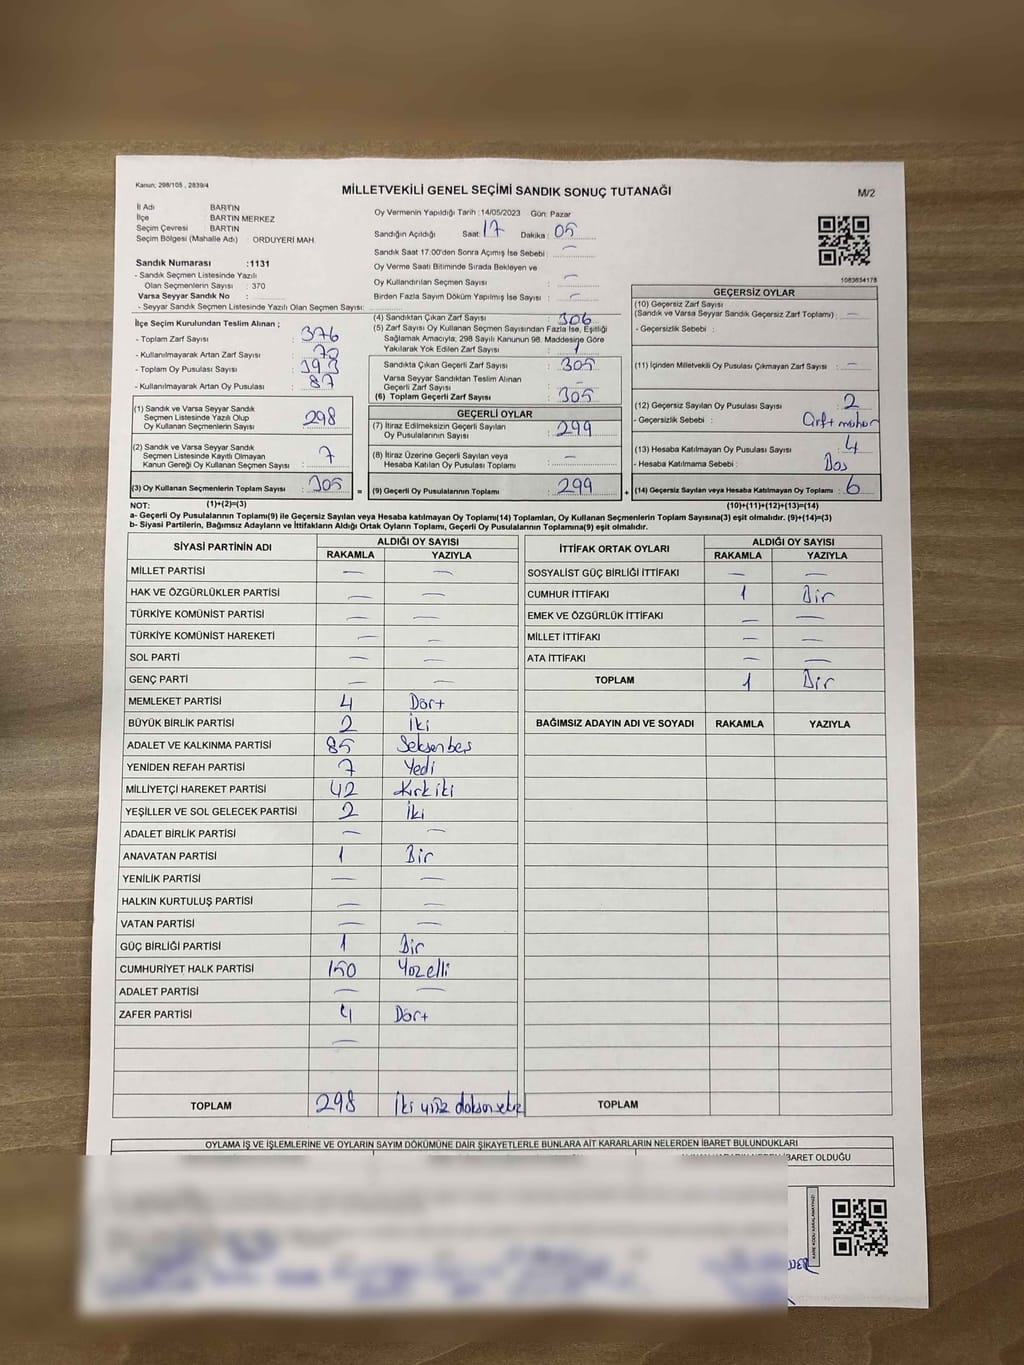 Kanun; 298/105 , 2839/4
MİLLETVEKİLİ GENEL SEÇİMİ SANDIK SONUÇ TUTANAĞI
M/2
İl Adı BARTIN
İlçe BARTIN MERKEZ
Seçim Çevresi BARTIN
Seçim Bölgesi (Mahalle Adı) : ORDUYERİ MAH.
Sandık Numarası :1131
- Sandık Seçmen Listesinde Yazılı
Olan Seçmenlerin Sayısı : 370
Varsa Seyyar Sandık No :
- Seyyar Sandık Listesinde Yazılı Olan Seçmen Sayısı:
Oy Vermenin Yapıldığı Tarih :14/05/2023 Gün: Pazar
Sandığın Açıldığı Saat: 17 Dakika: 05
Sandık Saat 17:00'den Sonra Açılmış İse Sebebi : —
Oy Verme Saati Bitiminde Sırada Bekleyen ve
Oy Kullandırılan Seçmen Sayısı : —
Birden Fazla Sayım Döküm Yapılmış İse Sayısı : —
1083634178
İlçe Seçim Kurulundan Teslim Alınan ;
- Toplam Zarf Sayısı : 376
- Kullanılmayarak Artan Zarf Sayısı :
- Toplam Oy Pusulası Sayısı : 393
- Kullanılmayarak Artan Oy Pusulası : 87
(1) Sandık ve Varsa Seyyar Sandık
Seçmen Listesinde Yazılı Olup
Oy Kullanan Seçmenlerin Sayısı : 298
(2) Sandık ve Varsa Seyyar Sandık
Seçmen Listesinde Kayıtlı Olmayan
Kanun Gereği Oy Kullanan Seçmen Sayısı : 7
(3) Oy Kullanan Seçmenlerin Toplam Sayısı : 305
(1)+(2)=(3)
(4) Sandıktan Çıkan Zarf Sayısı : 306
(5) Zarf Sayısı Oy Kullanan Seçmen Sayısından Fazla İse, Eşitliği
Sağlamak Amacıyla; 298 Sayılı Kanunun 98. Maddesine Göre
Yakılarak Yok Edilen Zarf Sayısı : 1
Sandıkta Çıkan Geçerli Zarf Sayısı : 305
Varsa Seyyar Sandıktan Teslim Alınan
Geçerli Zarf Sayısı : —
(6) Toplam Geçerli Zarf Sayısı : 305
GEÇERLİ OYLAR
(7) İtiraz Edilmeksizin Geçerli Sayılan
Oy Pusulalarının Sayısı : 299
(8) İtiraz Üzerine Geçerli Sayılan veya
Hesaba Katılan Oy Pusulası Toplamı : —
= (9) Geçerli Oy Pusulalarının Toplamı : 299 +
GEÇERSİZ OYLAR
(10) Geçersiz Zarf Sayısı
(Sandık ve Varsa Seyyar Sandık Geçersiz Zarf Toplamı) : —
- Geçersizlik Sebebi :
(11) İçinden Milletvekili Oy Pusulası Çıkmayan Zarf Sayısı : —
(12) Geçersiz Sayılan Oy Pusulası Sayısı : 2
- Geçersizlik Sebebi : Çift mühür
(13) Hesaba Katılmayan Oy Pusulası Sayısı : 4
- Hesaba Katılmama Sebebi : Boş
(14) Geçersiz Sayılan veya Hesaba Katılmayan Oy Toplamı : 6
(10)+(11)+(12)+(13)=(14)
NOT:
a- Geçerli Oy Pusulalarının Toplamı(9) ile Geçersiz Sayılan veya Hesaba katılmayan Oy Toplamı(14) Toplamları, Oy Kullanan Seçmenlerin Toplam Sayısına(3) eşit olmalıdır. (9)+(14)=(3)
b- Siyasi Partilerin, Bağımsız Adayların ve İttifakların Aldığı Ortak Oyların Toplamı, Geçerli Oy Pusulalarının Toplamına(9) eşit olmalıdır.
SİYASİ PARTİNİN ADI ALDIĞI OY SAYISI
RAKAMLA YAZIYLA
MİLLET PARTİSİ — —
HAK VE ÖZGÜRLÜKLER PARTİSİ — —
TÜRKİYE KOMÜNİST PARTİSİ — —
TÜRKİYE KOMÜNİST HAREKETİ — —
SOL PARTİ — —
GENÇ PARTİ — —
MEMLEKET PARTİSİ 4 Dört
BÜYÜK BİRLİK PARTİSİ 2 İki
ADALET VE KALKINMA PARTİSİ 85 Seksenbeş
YENİDEN REFAH PARTİSİ 7 Yedi
MİLLİYETÇİ HAREKET PARTİSİ 42 Kırkiki
YEŞİLLER VE SOL GELECEK PARTİSİ 2 İki
ADALET BİRLİK PARTİSİ — —
ANAVATAN PARTİSİ 1 Bir
YENİLİK PARTİSİ — —
HALKIN KURTULUŞ PARTİSİ — —
VATAN PARTİSİ — —
GÜÇ BİRLİĞİ PARTİSİ 1 Bir
CUMHURİYET HALK PARTİSİ 150 Yüzelli
ADALET PARTİSİ — —
ZAFER PARTİSİ 4 Dört
—
TOPLAM 298 İki yüz doksansekiz
İTTİFAK ORTAK OYLARI ALDIĞI OY SAYISI
RAKAMLA YAZIYLA
SOSYALİST GÜÇ BİRLİĞİ İTTİFAKI — —
CUMHUR İTTİFAKI 1 Bir
EMEK VE ÖZGÜRLÜK İTTİFAKI — —
MİLLET İTTİFAKI — —
ATA İTTİFAKI — —
TOPLAM 1 Bir
BAĞIMSIZ ADAYIN ADI VE SOYADI RAKAMLA YAZIYLA
TOPLAM
OYLAMA İŞ VE İŞLEMLERİNE VE OYLARIN SAYIM DÖKÜMÜNE DAİR ŞİKAYETLERLE BUNLARA AİT KARARLARIN NELERDEN İBARET BULUNDUKLARI
İBARET OLDUĞU
KARE KODU KARALAMAYINIZ!